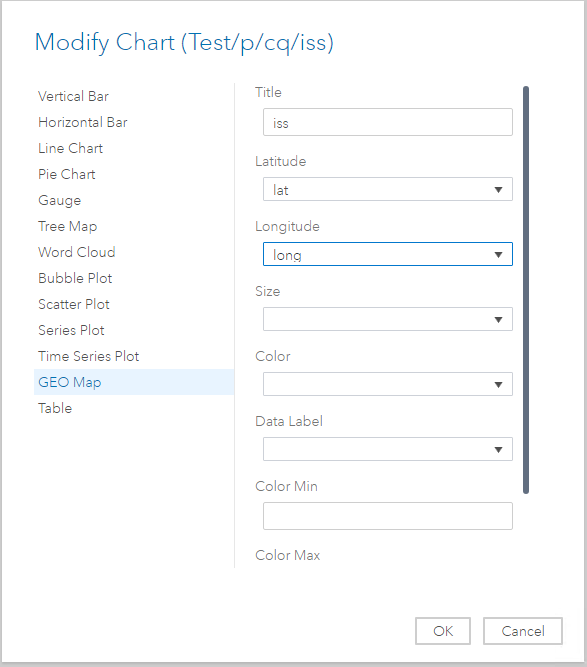 Modify Chart (Test/p/cq/iss)
Vertical Bar
Horizontal Bar
Line Chart
Pie Chart
Gauge
Tree Map
Word Cloud
Bubble Plot
Scatter Plot
Series Plot
Time Series Plot
GEO Map
Table
Title
iss
Latitude
lat
Longitude
long
Size
Color
Data Label
Color Min
Color Max
OK
Cancel